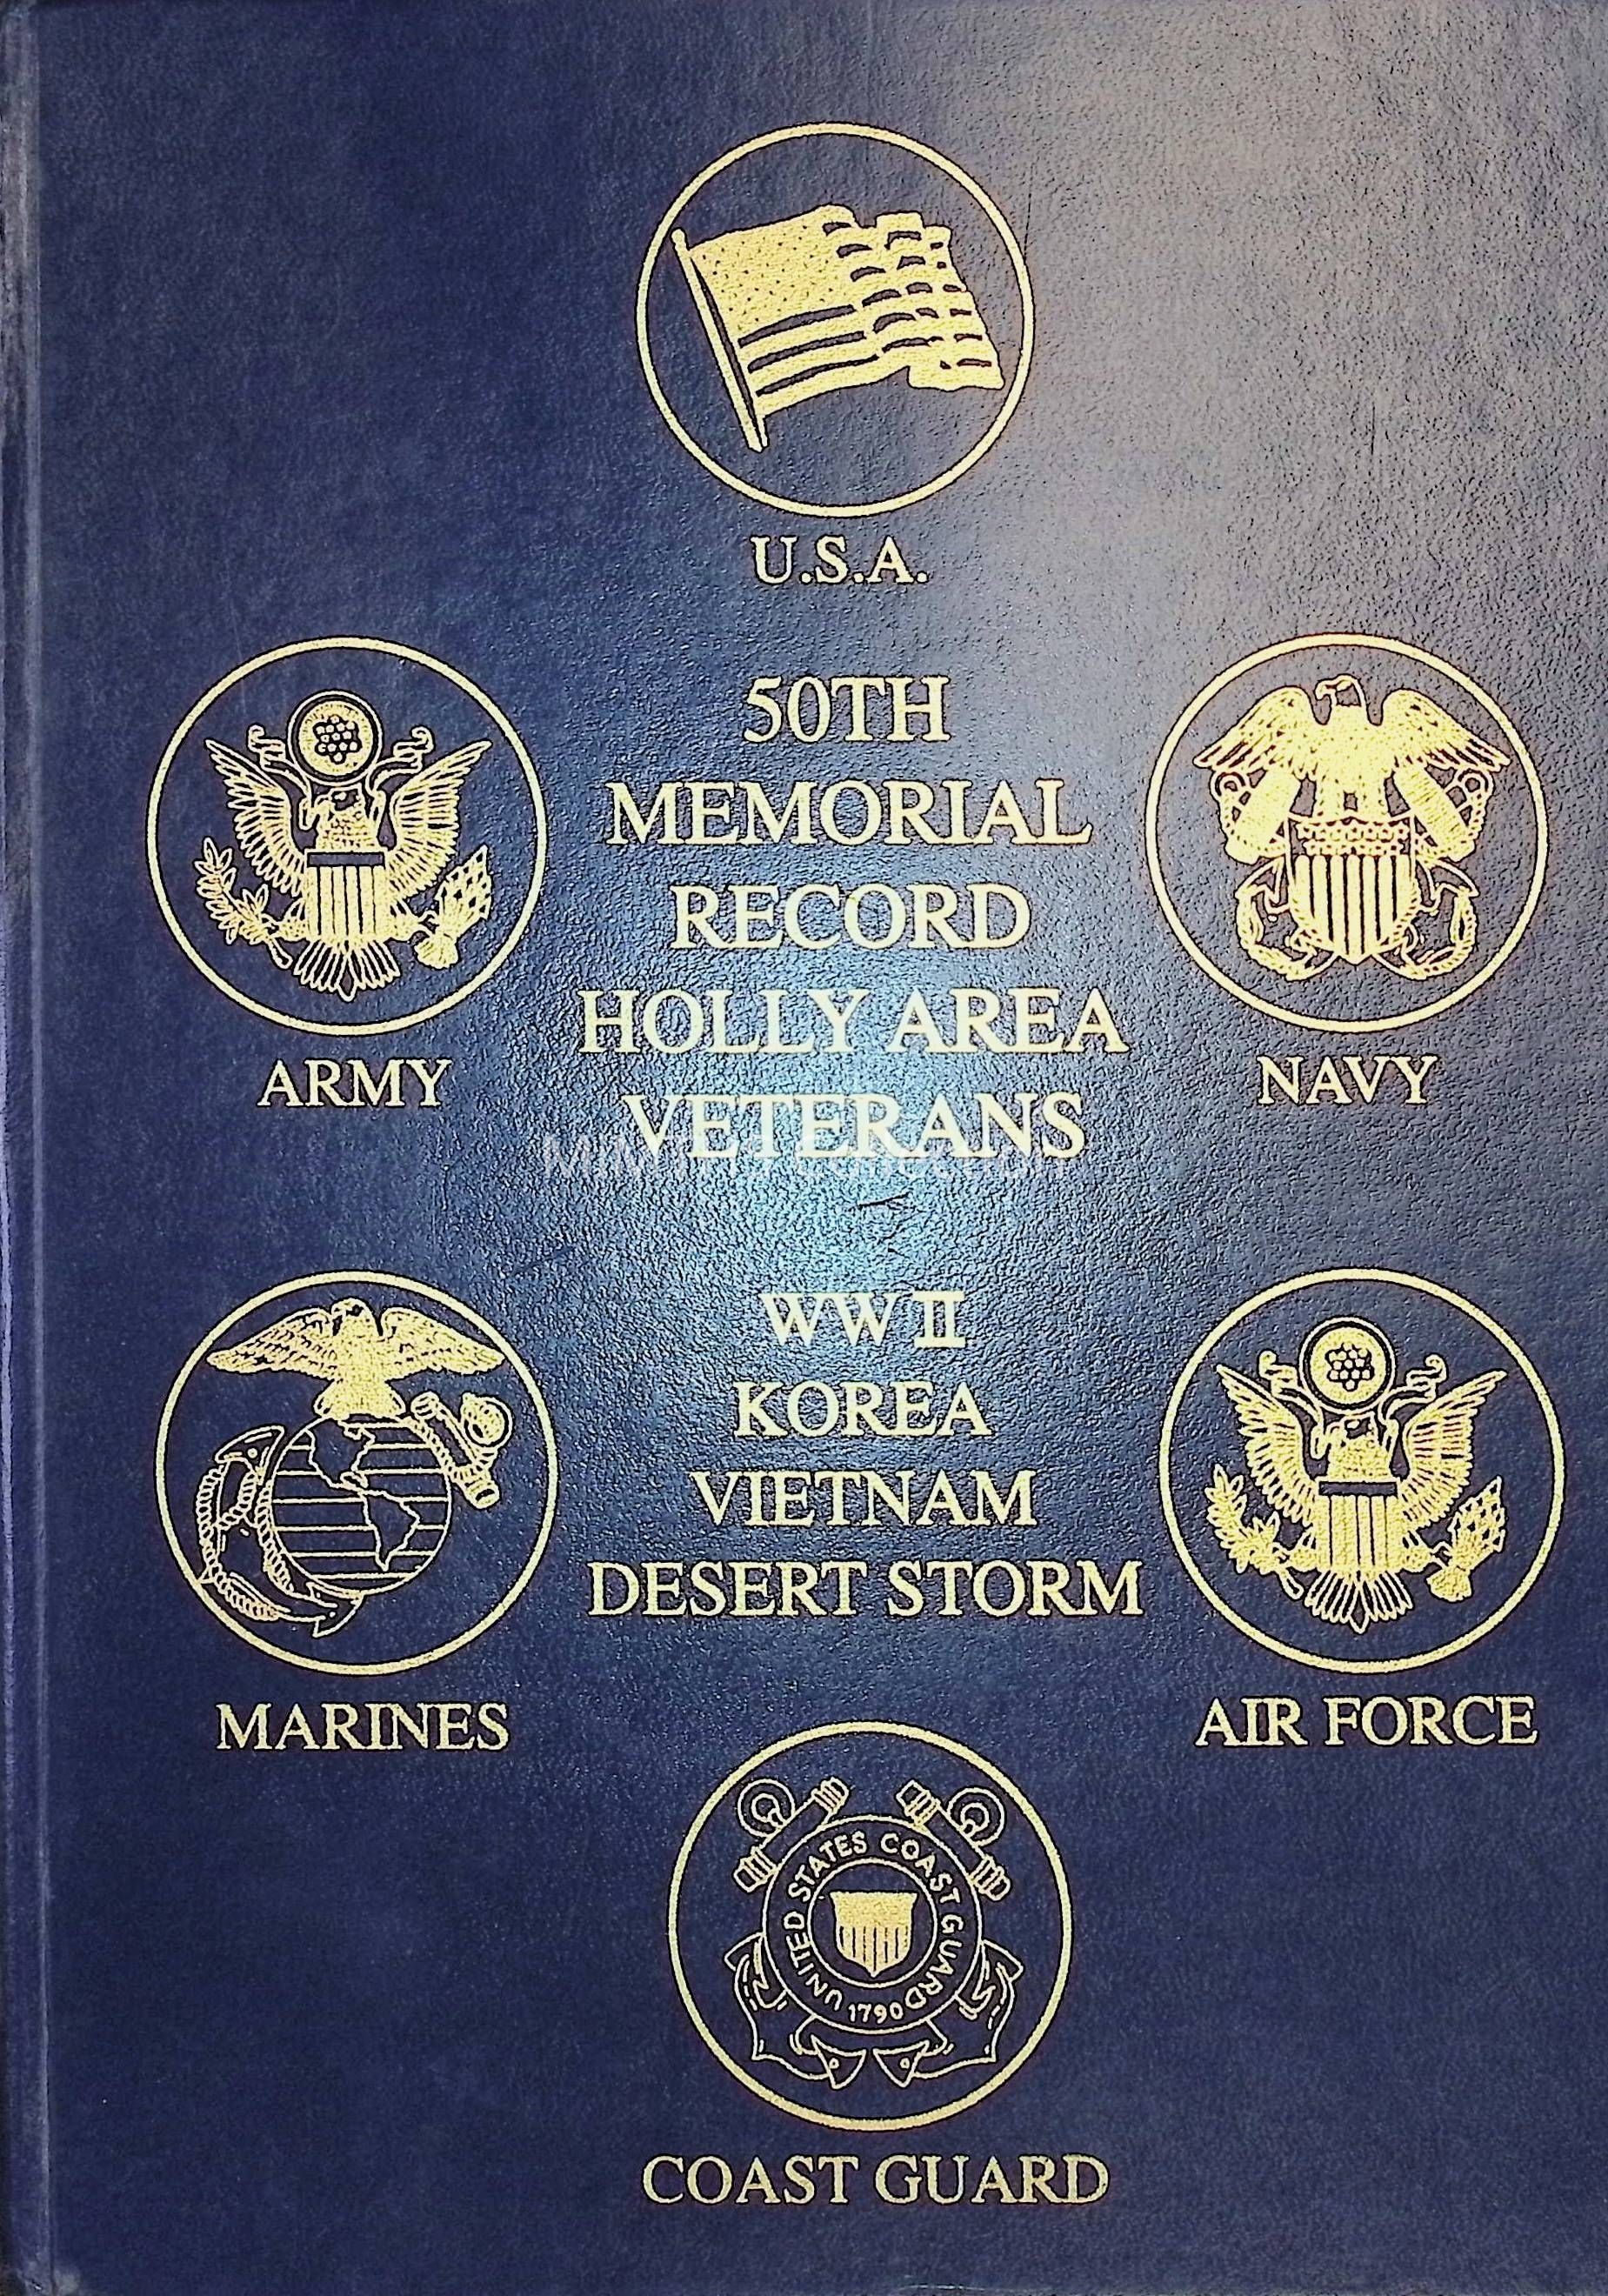 U.S.A.
50TH
MEMORIAL
RECORD
HOLLY AREA
VETERANS
ARMY
NAVY
WW II
KOREA
VIETNAM
DESERT STORM
MARINES
AIR FORCE
UNITED STATES COAST GUARD
1790
COAST GUARD